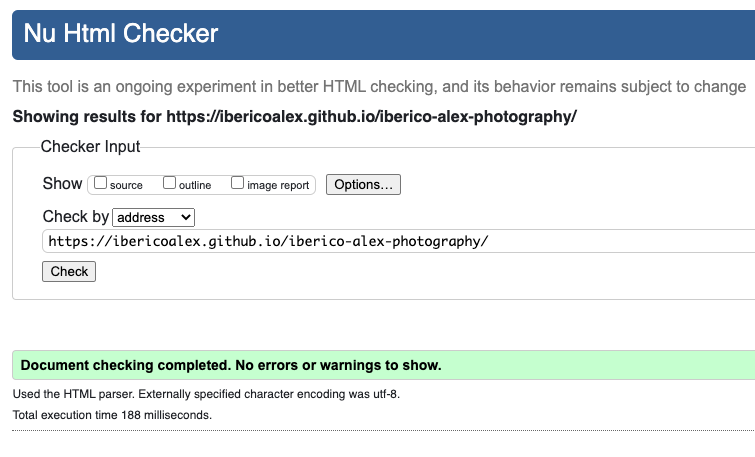 Nu Html Checker
This tool is an ongoing experiment in better HTML checking, and its behavior remains subject to change
Showing results for https://ibericoalex.github.io/iberico-alex-photography/
Checker Input
Show source outline image report Options...
Check by address
https://ibericoalex.github.io/iberico-alex-photography/
Check
Document checking completed. No errors or warnings to show.
Used the HTML parser. Externally specified character encoding was utf-8.
Total execution time 188 milliseconds.